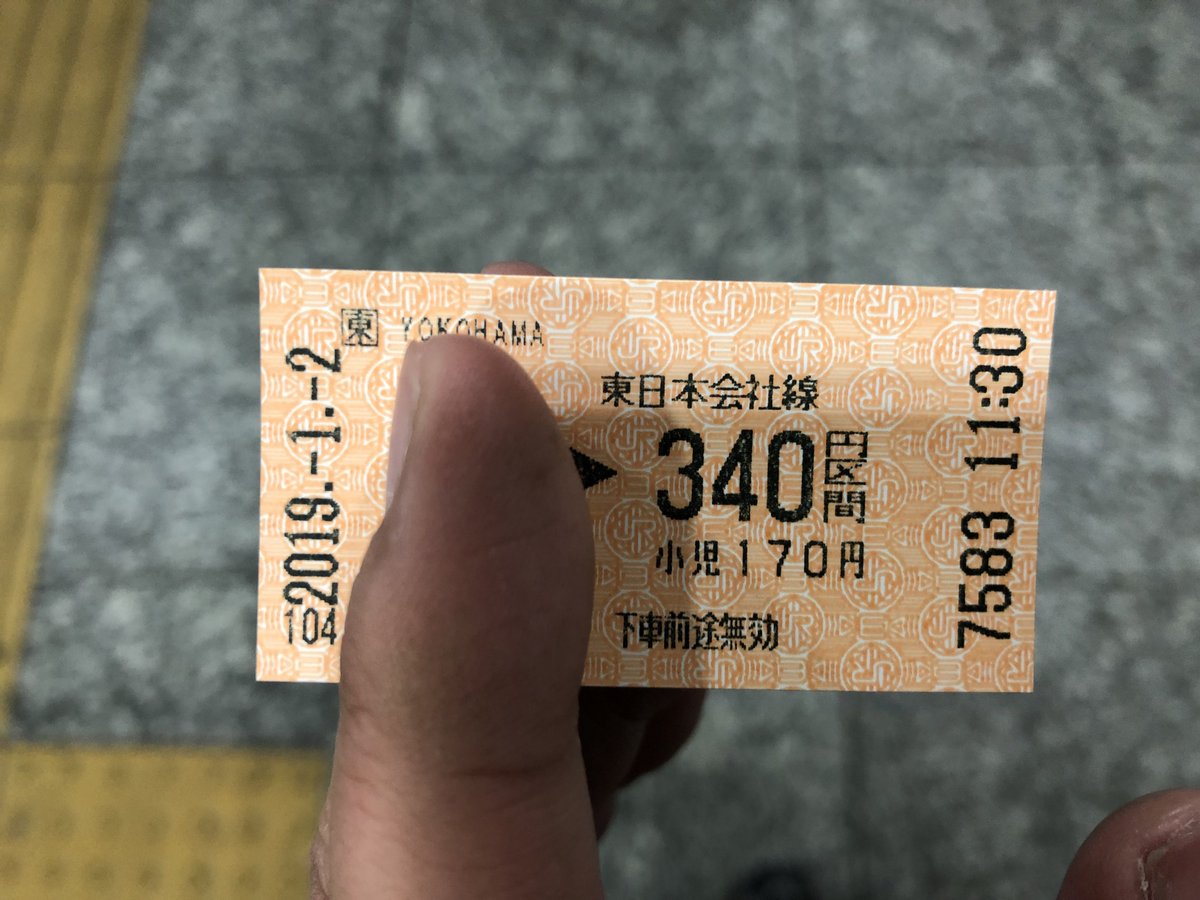 東 YOKOHAMA
東日本会社線
340円区間
小児170円
下車前途無効
2019.-1.-2
104
7583 11:30